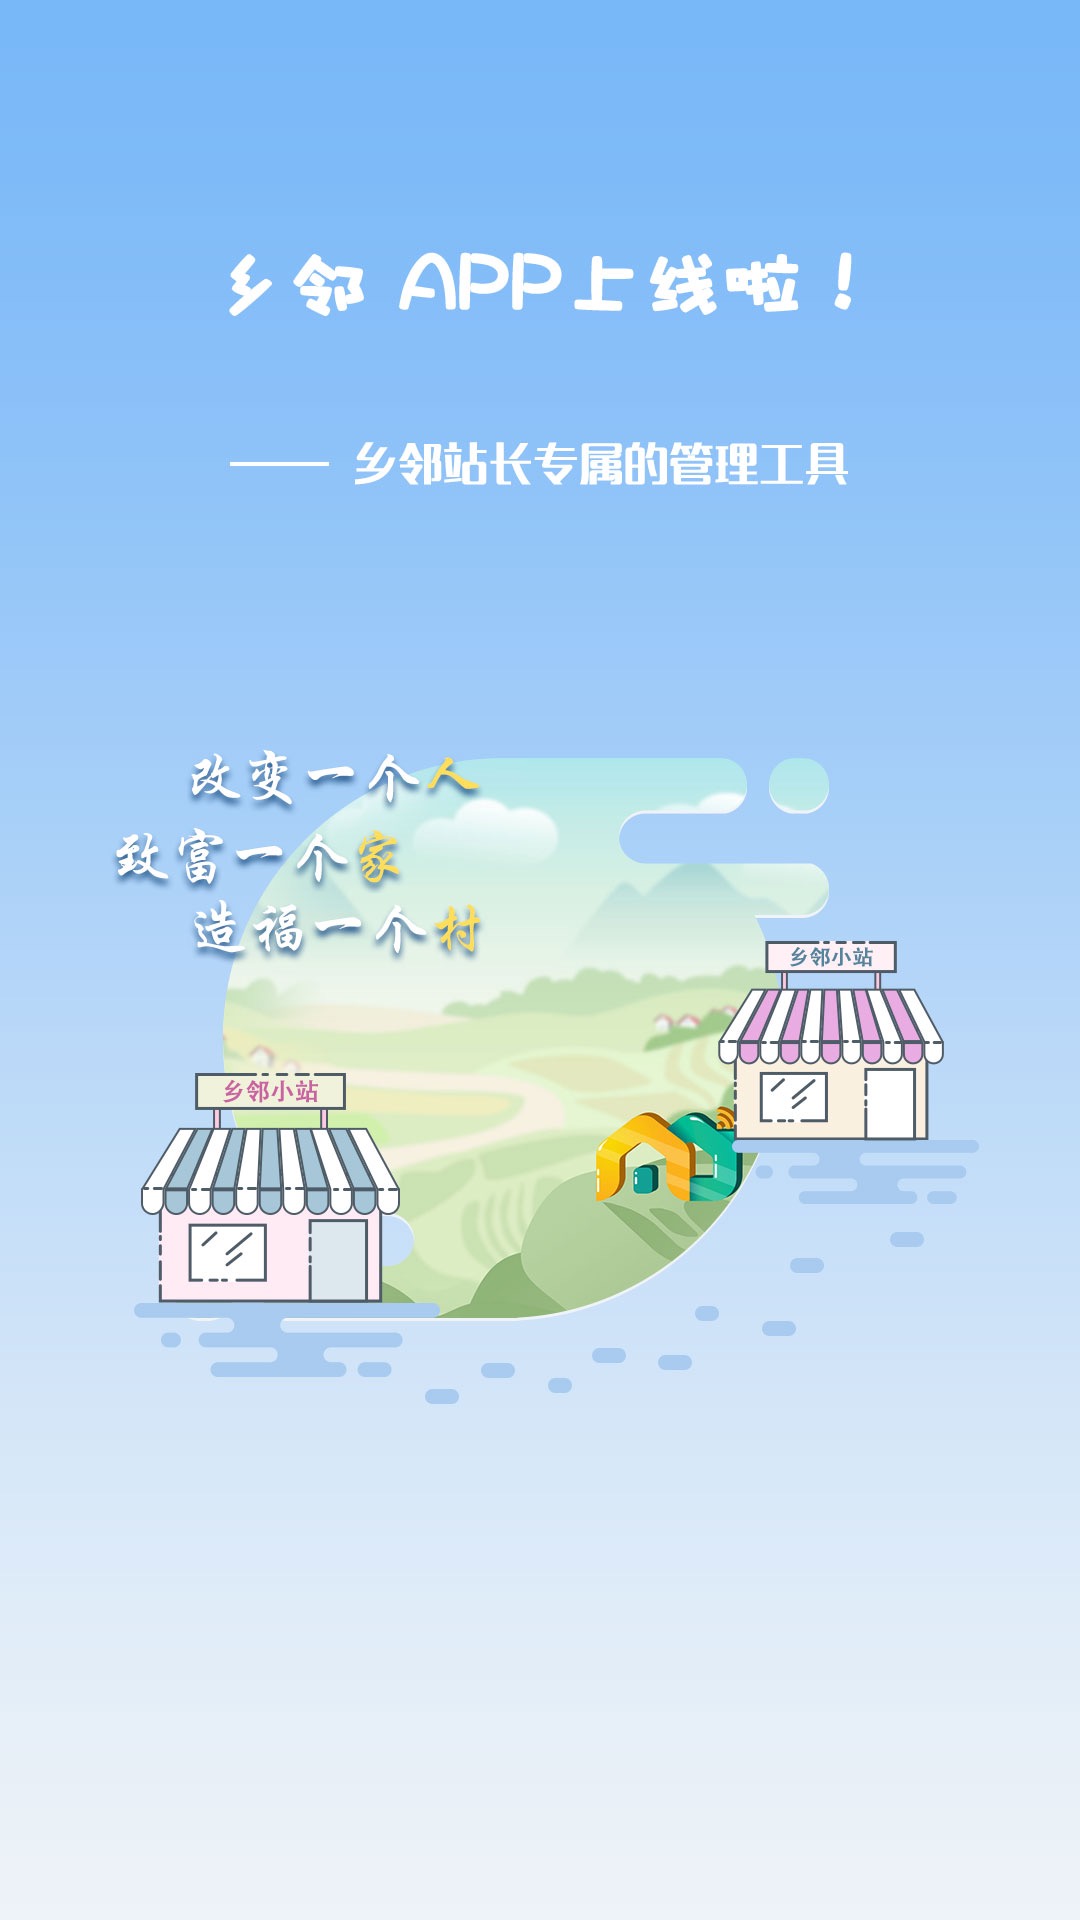 乡邻 APP上线啦！
—— 乡邻站长专属的管理工具
改变一个人
致富一个家
造福一个村
乡邻小站
乡邻小站